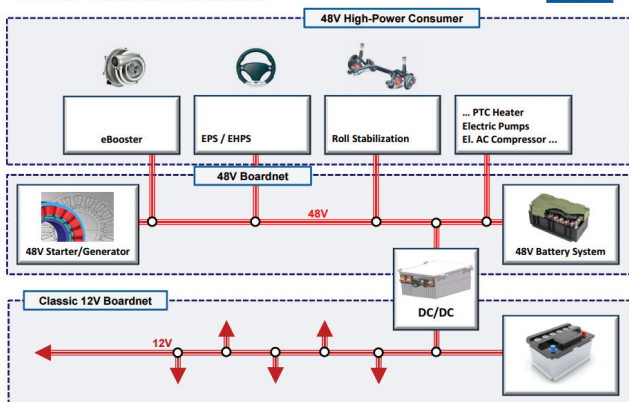 48V High-Power Consumer
eBooster
EPS / EHPS
Roll Stabilization
... PTC Heater
Electric Pumps
El. AC Compressor ...
48V Boardnet
48V
48V Starter/Generator
48V Battery System
DC/DC
Classic 12V Boardnet
12V